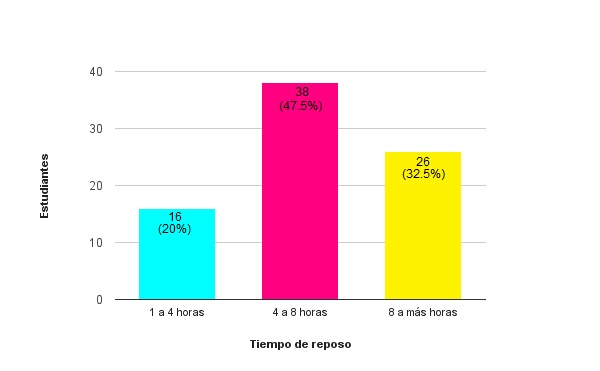 Estudiantes
40
30
20
10
0
16
(20%)
38
(47.5%)
26
(32.5%)
1 a 4 horas
4 a 8 horas
8 a más horas
Tiempo de reposo